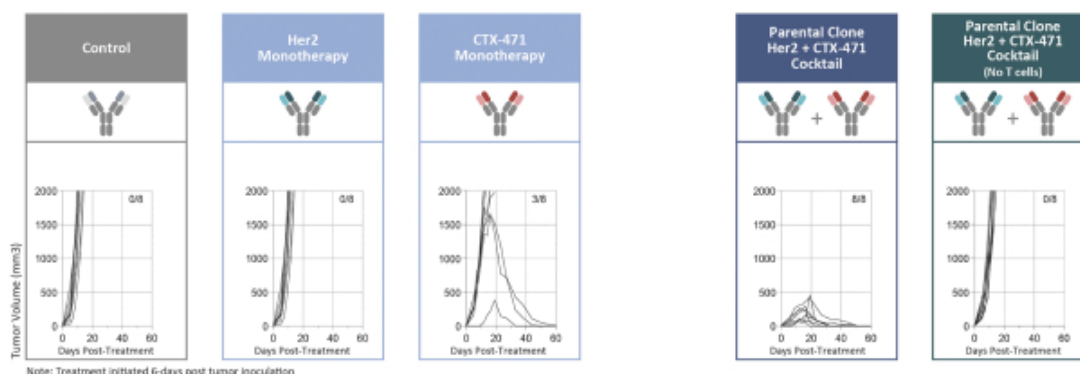 Control
Her2
Monotherapy
CTX-471
Monotherapy
Parental Clone
Her2 + CTX-471
Cocktail
Parental Clone
Her2 + CTX-471
Cocktail
(No T cells)
+
+
Tumor Volume (mm3)
2000
1500
1000
500
0
0/8
0 20 40 60
Days Post-Treatment
2000
1500
1000
500
0
0/8
0 20 40 60
Days Post-Treatment
2000
1500
1000
500
0
3/8
0 20 40 60
Days Post-Treatment
2000
1500
1000
500
0
8/8
0 20 40 60
Days Post-Treatment
2000
1500
1000
500
0
0/8
0 20 40 60
Days Post-Treatment
Note: Treatment initiated 6-days post tumor inoculation